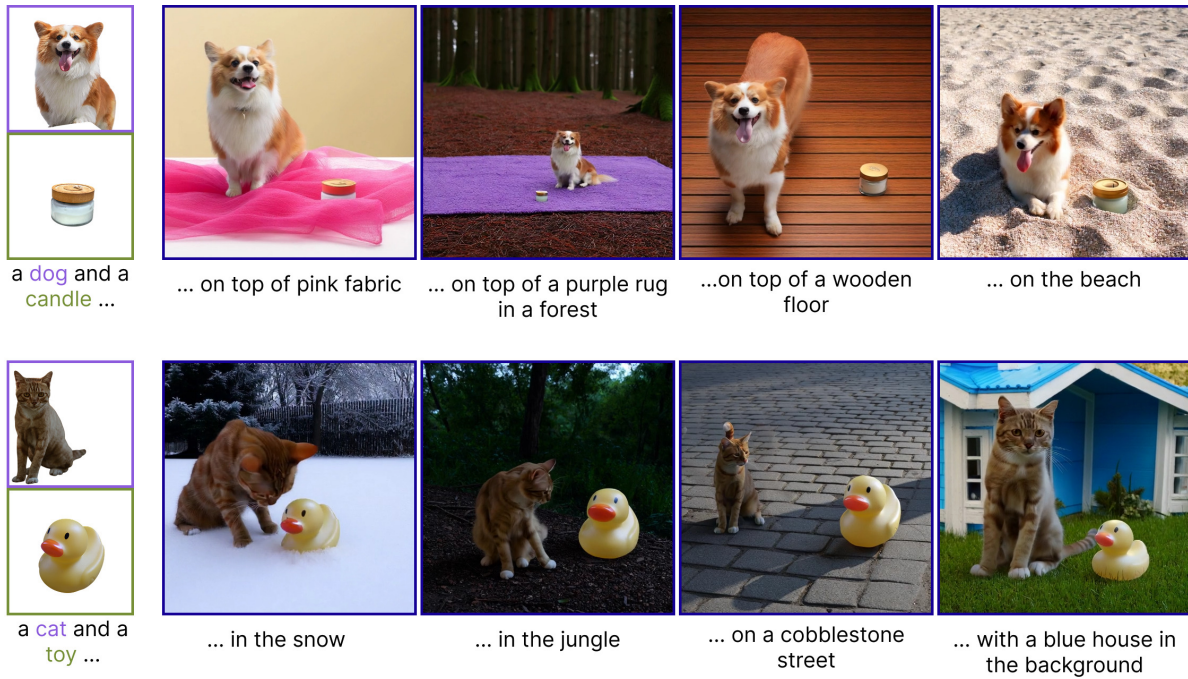 a dog and a
candle ...
... on top of pink fabric
... on top of a purple rug
in a forest
...on top of a wooden
floor
... on the beach
a cat and a
toy ...
... in the snow
... in the jungle
... on a cobblestone
street
... with a blue house in
the background